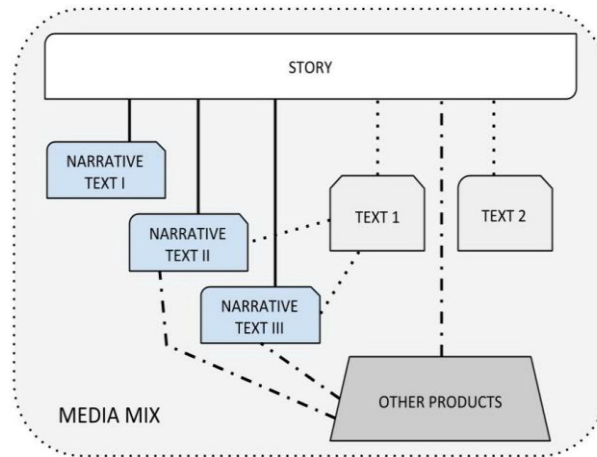 STORY
NARRATIVE
TEXT I
NARRATIVE
TEXT II
TEXT 1
TEXT 2
NARRATIVE
TEXT III
OTHER PRODUCTS
MEDIA MIX